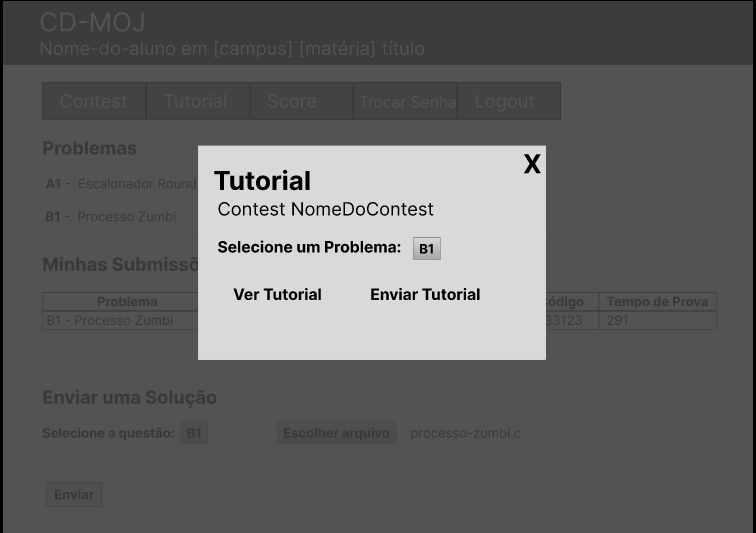 CD-MOJ
Nome-do-aluno em [campus] [matéria] título
Contest Tutorial Score Trocar Senha Logout
Problemas
A1 - Escalonador Round
B1 - Processo Zumbi
X
Tutorial
Contest NomeDoContest
Selecione um Problema: B1
Ver Tutorial Enviar Tutorial
Minhas Submissõ
Problema ódigo Tempo de Prova
B1 - Processo Zumbi 33123 291
Enviar uma Solução
Selecione a questão: B1 Escolher arquivo processo-zumbi.c
Enviar